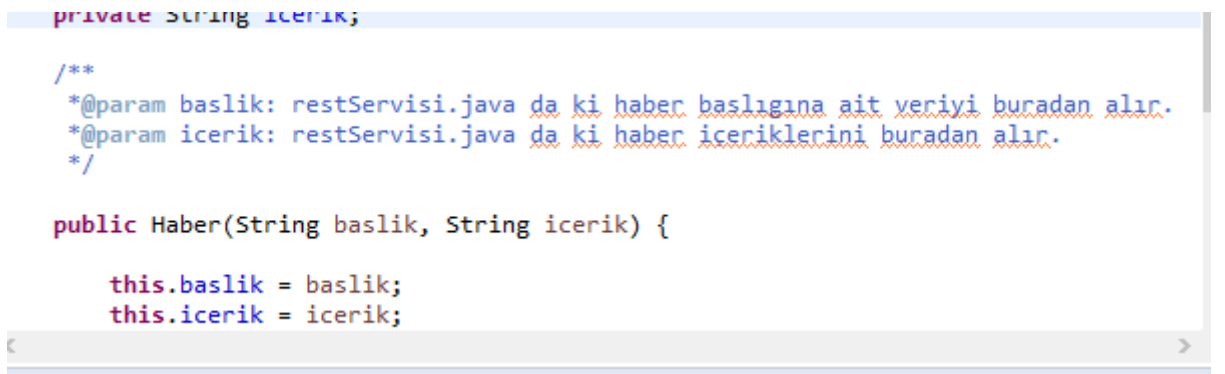 private String icerik;
/**
*@param baslik: restServisi.java da ki haber baslıgına ait veriyi buradan alır.
*@param icerik: restServisi.java da ki haber içeriklerini buradan alır.
*/
public Haber(String baslik, String icerik) {
this.baslik = baslik;
this.icerik = icerik;